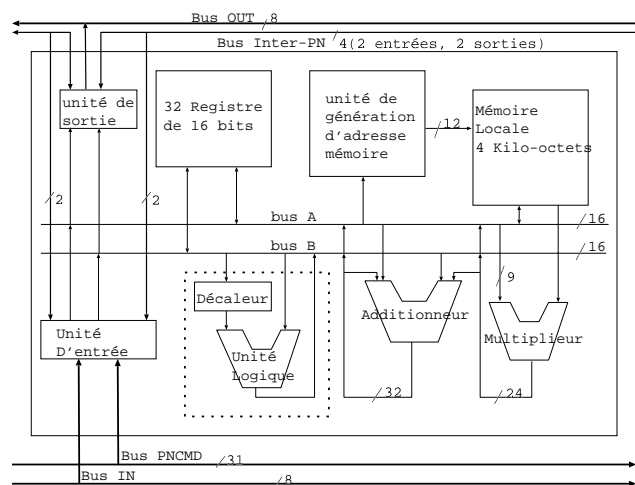 Bus OUT 8
Bus Inter-PN 4(2 entrées, 2 sorties)
unité de
sortie
32 Registre
de 16 bits
unité de
génération
d'adresse
mémoire
12
Mémoire
Locale
4 Kilo-octets
2
2
bus A
16
bus B
16
9
Décaleur
Unité
Logique
Additionneur
Multiplieur
Unité
D'entrée
32
24
Bus PNCMD 31
Bus IN 8